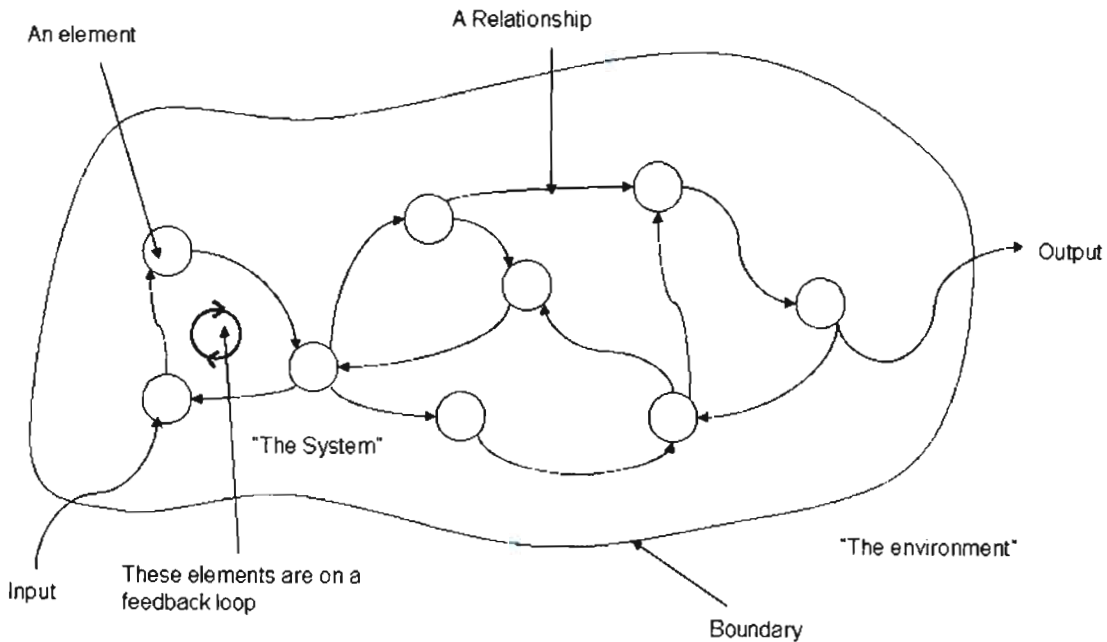 A Relationship
An element
Output
"The System"
"The environment"
Input
These elements are on a
feedback loop
Boundary